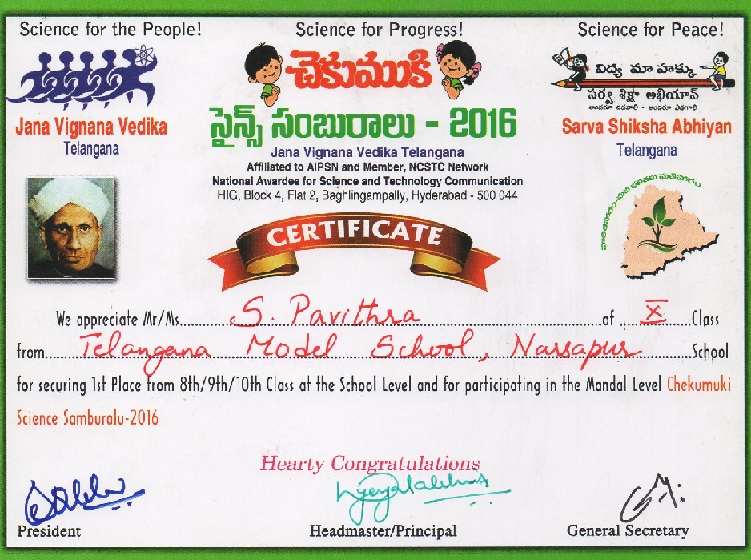 Science for the People!
Science for Progress!
Science for Peace!
చెకుముకి
విద్య మా హక్కు
సర్వ శిక్షా అభియాన్
అందరూ చదవాలి - అందరూ ఎదగాలి
Jana Vignana Vedika
Telangana
సైన్స్ సంబురాలు - 2016
Sarva Shiksha Abhiyan
Telangana
Jana Vignana Vedika Telangana
Affiliated to AIPSN and Member, NCSTC Network
National Awardee for Science and Technology Communication
HIG, Block 4, Flat 2, Baghlingampally, Hyderabad - 500 044
CERTIFICATE
We appreciate Mr/Ms. S. Pavithra of X Class
from Telangana Model School, Narsapur School
for securing 1st Place from 8th/9th/10th Class at the School Level and for participating in the Mandal Level Chekumuki
Science Samburalu-2016
Hearty Congratulations
President
Headmaster/Principal
General Secretary